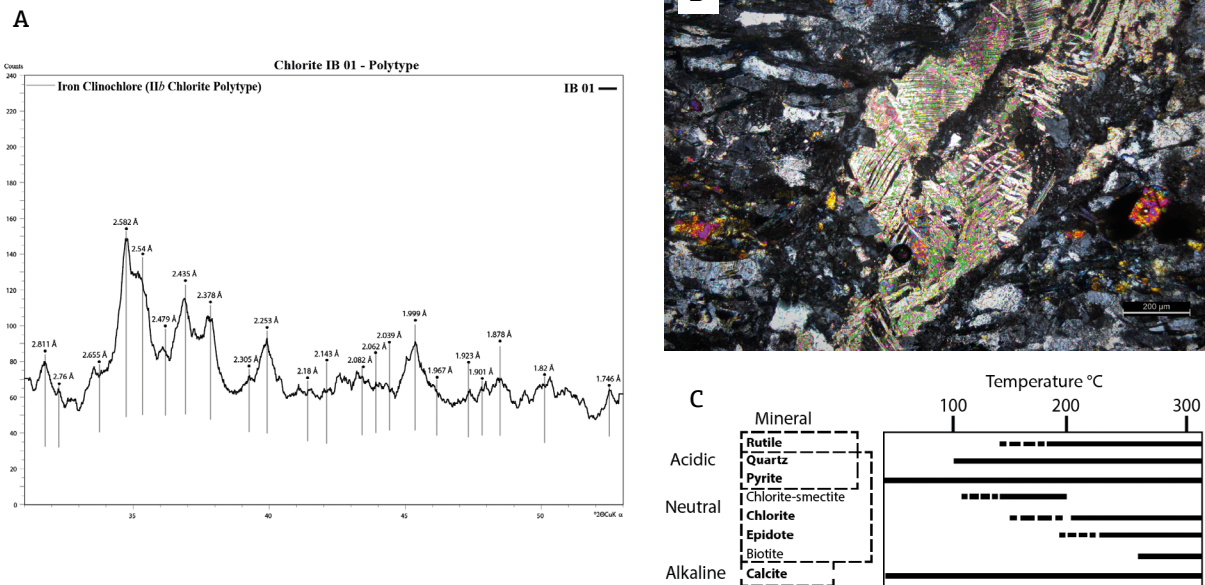 A
Chlorite IB 01 - Polytype
Counts
Iron Clinochlore (IIb Chlorite Polytype)
IB 01
240
220
200
180
160
140
120
100
80
60
40
20
0
2.811 Å
2.76 Å
2.655 Å
2.582 Å
2.54 Å
2.479 Å
2.435 Å
2.378 Å
2.305 Å
2.253 Å
2.18 Å
2.143 Å
2.082 Å
2.062 Å
2.039 Å
1.999 Å
1.967 Å
1.923 Å
1.901 Å
1.878 Å
1.82 Å
1.746 Å
35
40
45
50
°2ΘCuK α
200 µm
C
Temperature °C
Mineral
100
200
300
Acidic
Neutral
Alkaline
Rutile
Quartz
Pyrite
Chlorite-smectite
Chlorite
Epidote
Biotite
Calcite